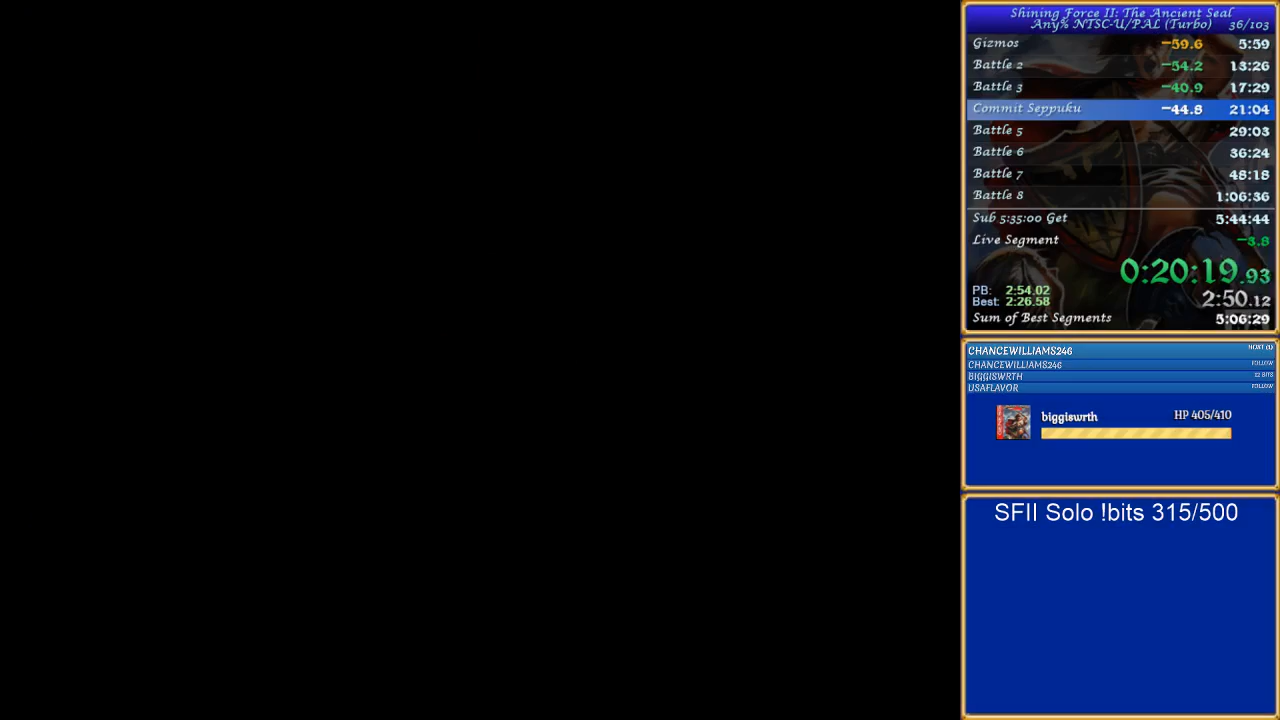 Shining Force II: The Ancient Seal
Any% NTSC-U/PAL (Turbo) 36/103
Gizmos −59.6 5:59
Battle 2 −54.2 13:26
Battle 3 −40.9 17:29
Commit Seppuku −44.8 21:04
Battle 5 29:03
Battle 6 36:24
Battle 7 48:18
Battle 8 1:06:36
Sub 5:35:00 Get 5:44:44
Live Segment −3.8
0:20:19.93
PB: 2:54.02
Best: 2:26.58
2:50.12
Sum of Best Segments 5:06:29
CHANCEWILLIAMS246
CHANCEWILLIAMS246 FOLLOW
BIGGISWRTH 12 BITS
USAFLAVOR FOLLOW
biggiswrth HP 405/410
SFII Solo !bits 315/500